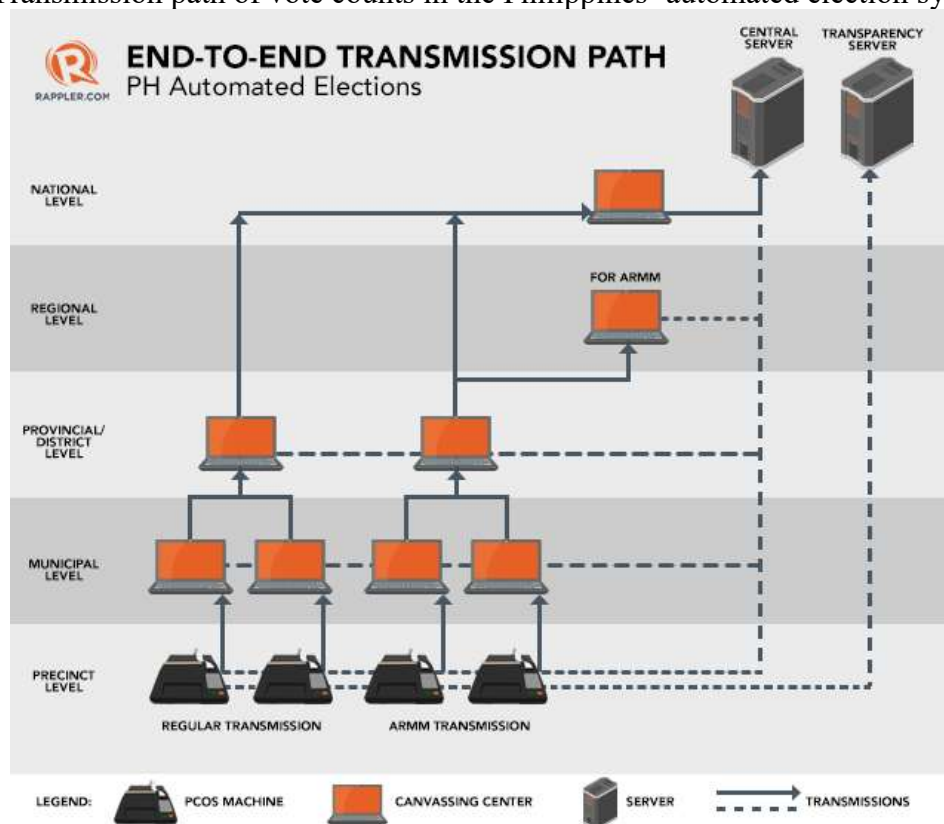 Transmission path of vote counts in the Philippines' automated election sy
RAPPLER.COM
END-TO-END TRANSMISSION PATH
PH Automated Elections
CENTRAL
SERVER
TRANSPARENCY
SERVER
NATIONAL
LEVEL
FOR ARMM
REGIONAL
LEVEL
PROVINCIAL/
DISTRICT
LEVEL
MUNICIPAL
LEVEL
PRECINCT
LEVEL
REGULAR TRANSMISSION
ARMM TRANSMISSION
LEGEND:
PCOS MACHINE
CANVASSING CENTER
SERVER
TRANSMISSIONS